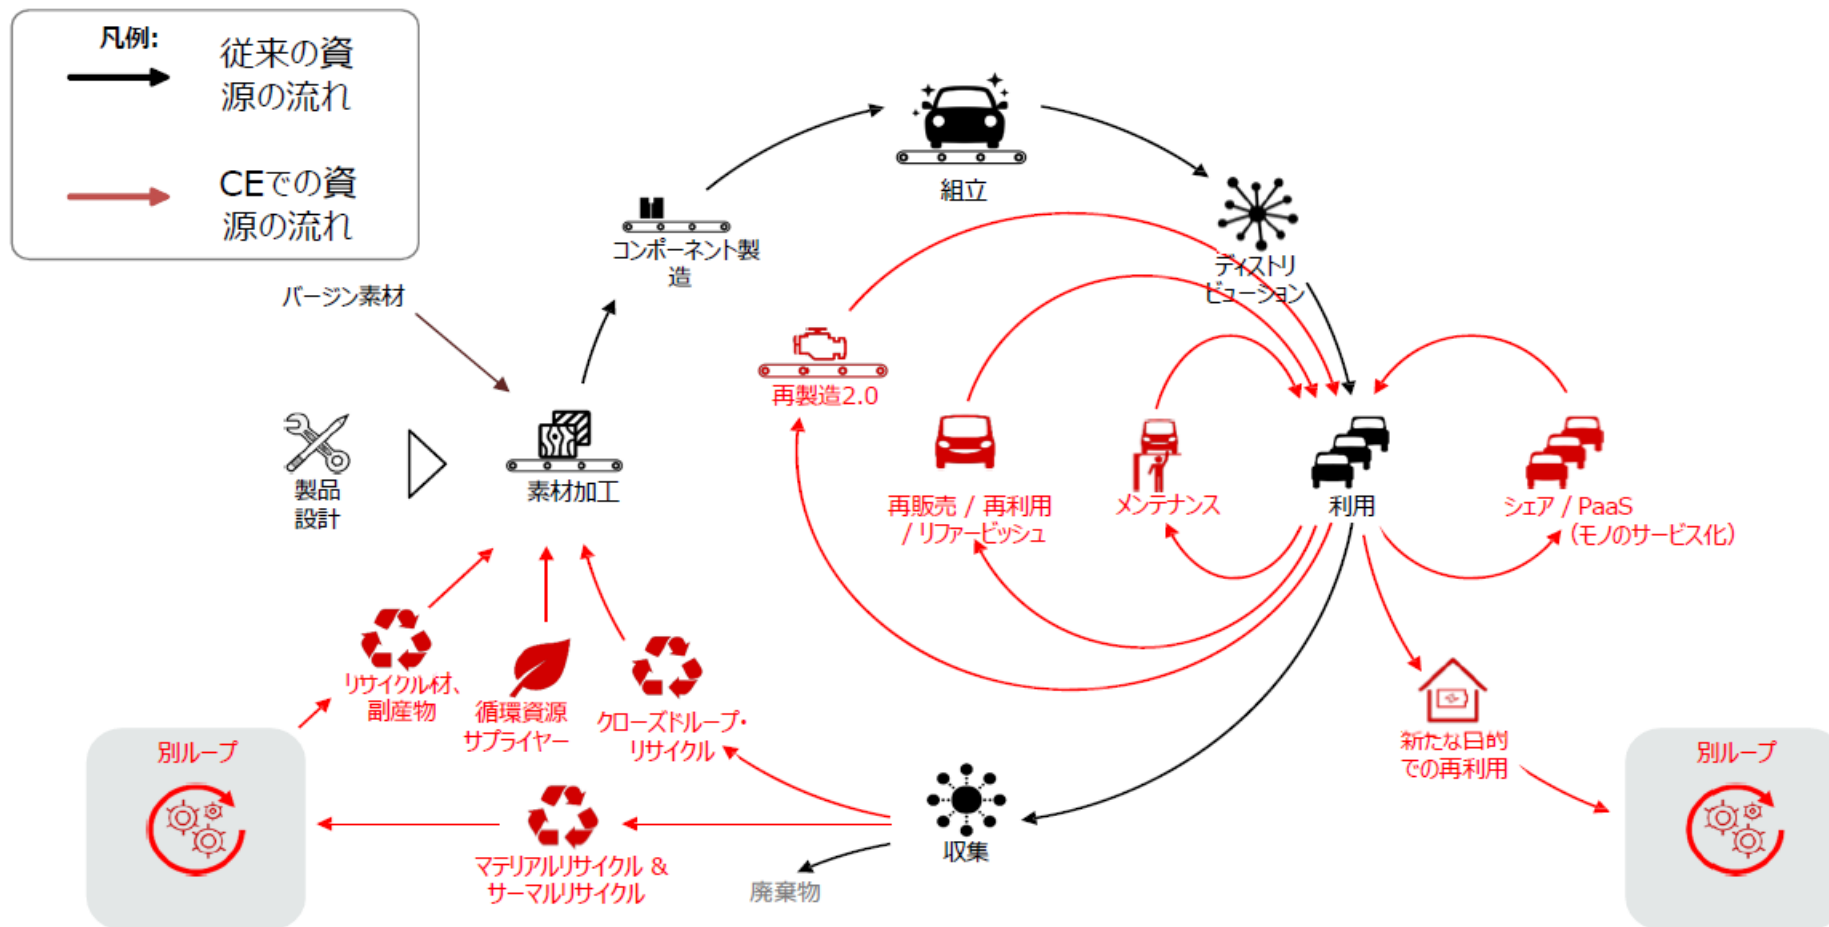 凡例:
従来の資
源の流れ
CEでの資
源の流れ
組立
コンポーネント製
造
ディストリ
ビューション
バージン素材
再製造2.0
製品
設計
素材加工
再販売 / 再利用
/ リファービッシュ
メンテナンス
利用
シェア / PaaS
（モノのサービス化）
リサイクル材、
副産物
循環資源
サプライヤー
クローズドループ・
リサイクル
新たな目的
での再利用
別ループ
別ループ
収集
マテリアルリサイクル &
サーマルリサイクル
廃棄物